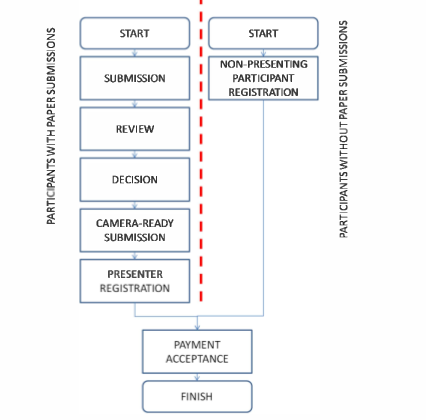 PARTICIPANTS WITH PAPER SUBMISSIONS
START
SUBMISSION
REVIEW
DECISION
CAMERA-READY
SUBMISSION
PRESENTER
REGISTRATION
START
NON-PRESENTING
PARTICIPANT
REGISTRATION
PARTICIPANTS WITHOUT PAPER SUBMISSIONS
PAYMENT
ACCEPTANCE
FINISH